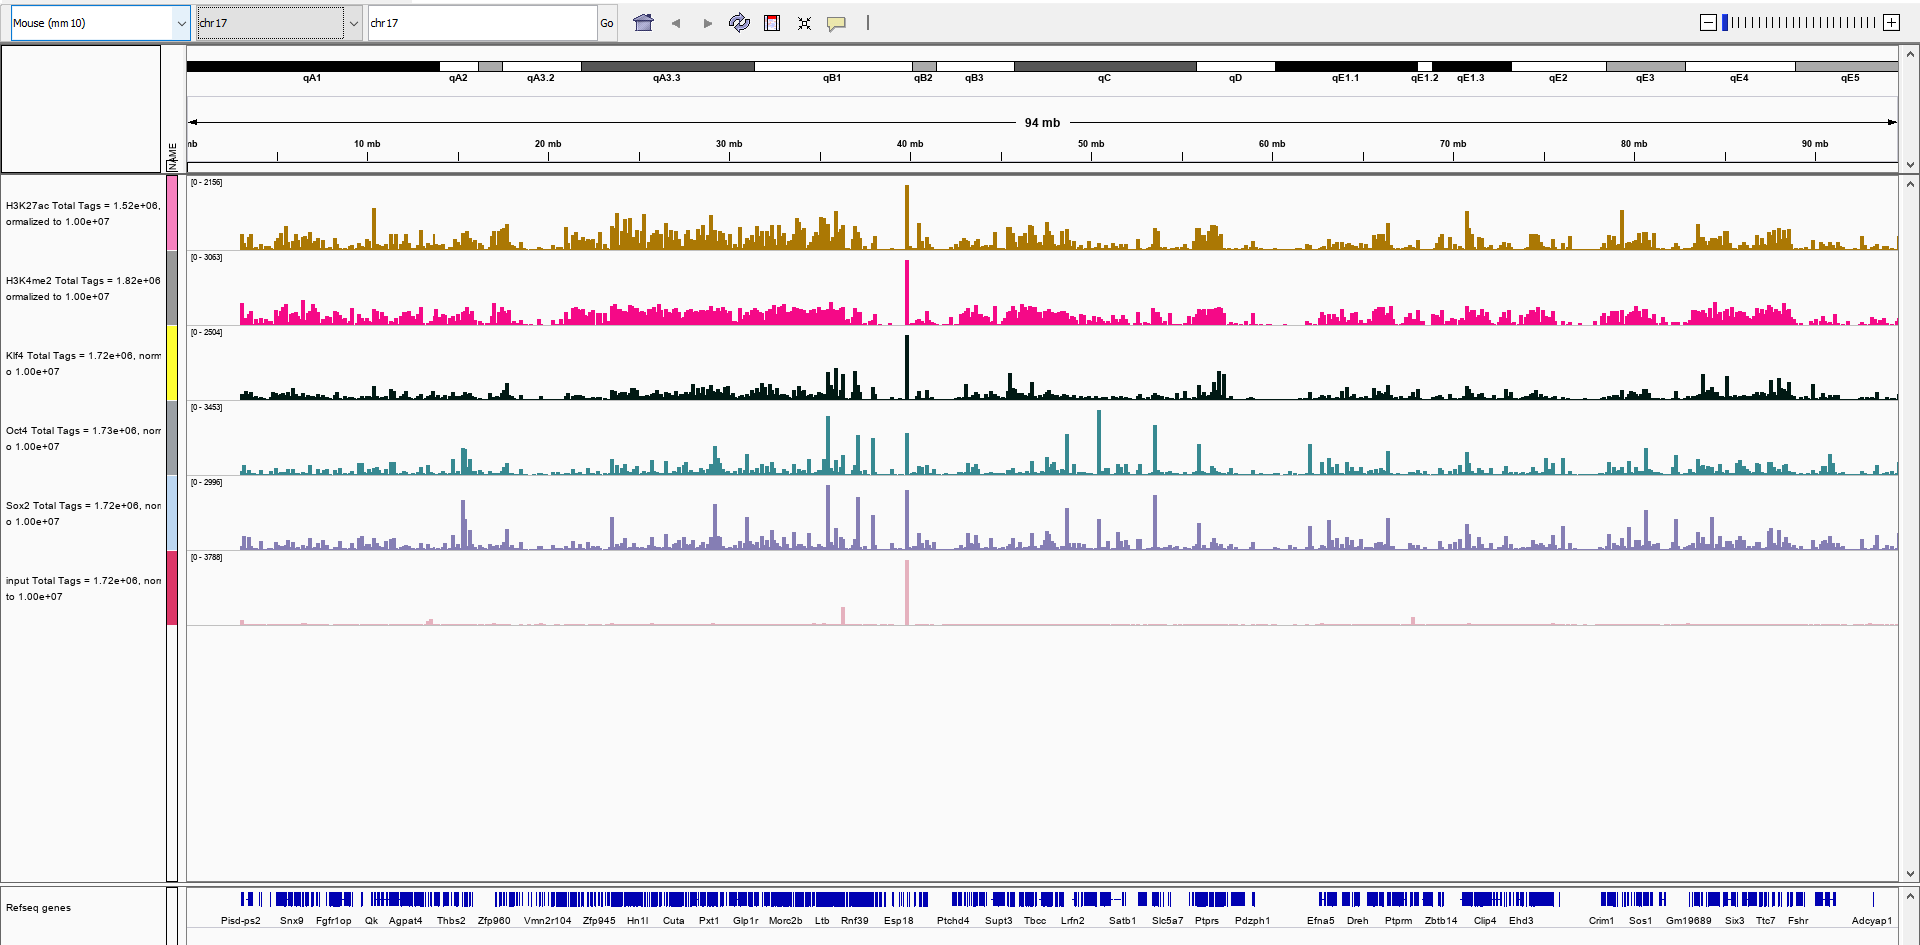 Mouse (mm10) chr17 chr17 Go
qA1 qA2 qA3.2 qA3.3 qB1 qB2 qB3 qC qD qE1.1 qE1.2 qE1.3 qE2 qE3 qE4 qE5
94 mb
NAME
mb 10 mb 20 mb 30 mb 40 mb 50 mb 60 mb 70 mb 80 mb 90 mb
[0 - 2156]
H3K27ac Total Tags = 1.52e+06,
ormalized to 1.00e+07
[0 - 3063]
H3K4me2 Total Tags = 1.82e+06
ormalized to 1.00e+07
[0 - 2504]
Klf4 Total Tags = 1.72e+06, norm
o 1.00e+07
[0 - 3453]
Oct4 Total Tags = 1.73e+06, norm
o 1.00e+07
[0 - 2996]
Sox2 Total Tags = 1.72e+06, norm
o 1.00e+07
[0 - 3788]
input Total Tags = 1.72e+06, norm
to 1.00e+07
Refseq genes
Pisd-ps2 Snx9 Fgfr1op Qk Agpat4 Thbs2 Zfp960 Vmn2r104 Zfp945 Hn1l Cuta Pxt1 Glp1r Morc2b Ltb Rnf39 Esp18 Ptchd4 Supt3 Tbcc Lrfn2 Satb1 Slc5a7 Ptprs Pdzph1 Efna5 Dreh Ptprm Zbtb14 Clip4 Ehd3 Crim1 Sos1 Gm19689 Six3 Ttc7 Fshr Adcyap1